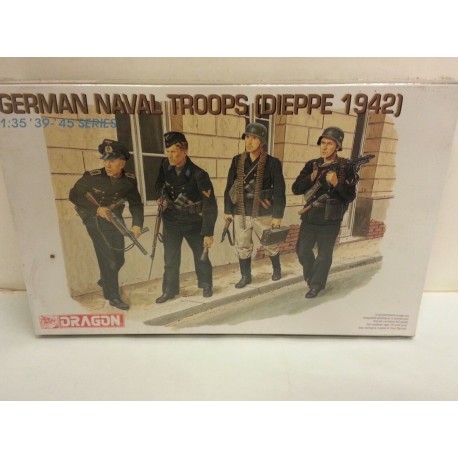 GERMAN NAVAL TROOPS (DIEPPE 1942)
1:35 '39-'45 SERIES
DRAGON